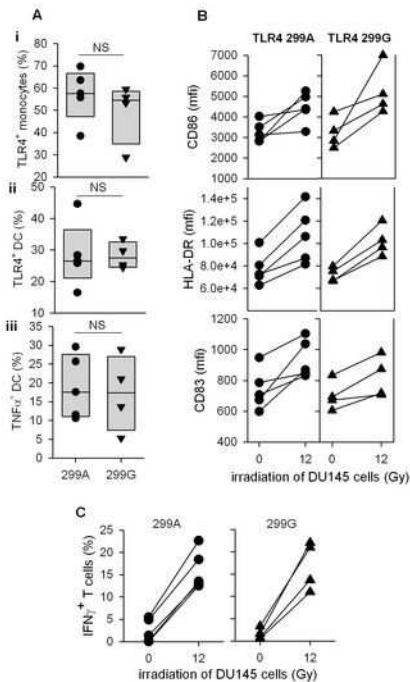 A
i
NS
TLR4+ monocytes (%)
80
70
60
50
40
30
20
ii
NS
TLR4+ DC (%)
50
40
30
20
10
iii
NS
TNFα+ DC (%)
35
30
25
20
15
10
5
0
299A 299G
B
TLR4 299A TLR4 299G
CD86 (mfi)
7000
6000
5000
4000
3000
2000
1000
HLA-DR (mfi)
1.4e+5
1.2e+5
1.0e+5
8.0e+4
6.0e+4
CD83 (mfi)
1200
1000
800
600
400
0 12 0 12
irradiation of DU145 cells (Gy)
C
299A 299G
IFNγ+ T cells (%)
25
20
15
10
5
0
0 12 0 12
irradiation of DU145 cells (Gy)